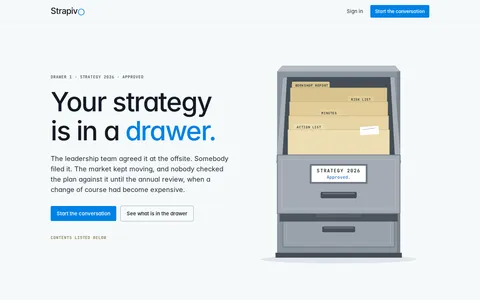 Strapivo
Sign in
Start the conversation
DRAWER 1 · STRATEGY 2026 · APPROVED
Your strategy
is in a drawer.
The leadership team agreed it at the offsite. Somebody
filed it. The market kept moving, and nobody checked
the plan against it until the annual review, when a
change of course had become expensive.
Start the conversation
See what is in the drawer
CONTENTS LISTED BELOW
WORKSHOP REPORT
RISK LIST
MINUTES
ACTION LIST
STRATEGY 2026
Approved.